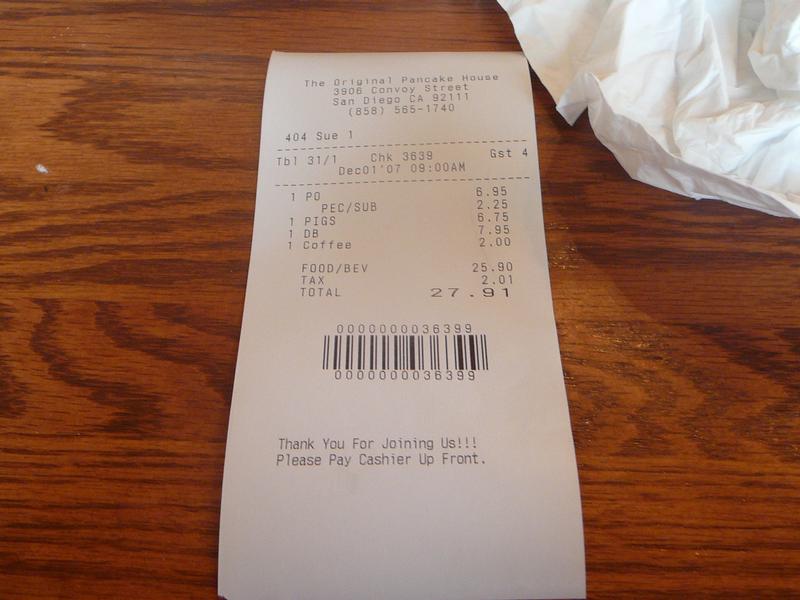 The Original Pancake House
3906 Convoy Street
San Diego CA 92111
(858) 565-1740
404 Sue 1
Tbl 31/1 Chk 3639 Gst 4
Dec01'07 09:00AM
1 PO 6.95
PEC/SUB 2.25
1 PIGS 6.75
1 DB 7.95
1 Coffee 2.00
FOOD/BEV 25.90
TAX 2.01
TOTAL 27.91
0000000036399
0000000036399
Thank You For Joining Us!!!
Please Pay Cashier Up Front.